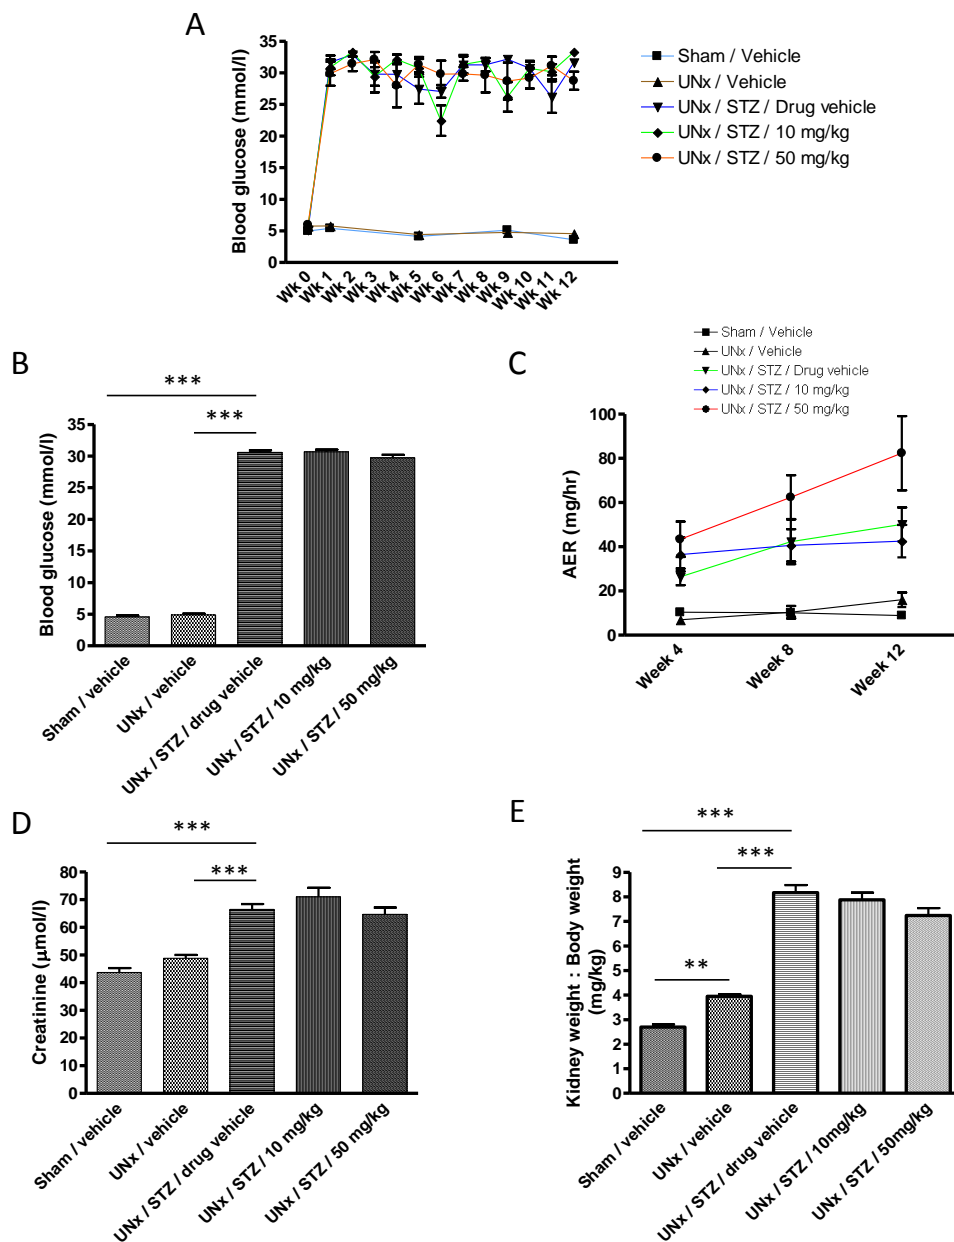 A
Sham / Vehicle
UNx / Vehicle
UNx / STZ / Drug vehicle
UNx / STZ / 10 mg/kg
UNx / STZ / 50 mg/kg
Blood glucose (mmol/l)
35
30
25
20
15
10
5
0
Wk 0
Wk 1
Wk 2
Wk 3
Wk 4
Wk 5
Wk 6
Wk 7
Wk 8
Wk 9
Wk 10
Wk 11
Wk 12
B
***
***
Blood glucose (mmol/l)
35
30
25
20
15
10
5
0
Sham / vehicle
UNx / vehicle
UNx / STZ / drug vehicle
UNx / STZ / 10 mg/kg
UNx / STZ / 50 mg/kg
C
Sham / Vehicle
UNx / Vehicle
UNx / STZ / Drug vehicle
UNx / STZ / 10 mg/kg
UNx / STZ / 50 mg/kg
AER (mg/hr)
100
80
60
40
20
0
Week 4
Week 8
Week 12
D
***
***
Creatinine (μmol/l)
80
70
60
50
40
30
20
10
0
Sham / vehicle
UNx / vehicle
UNx / STZ / drug vehicle
UNx / STZ / 10 mg/kg
UNx / STZ / 50 mg/kg
E
***
***
**
Kidney weight : Body weight
(mg/kg)
9
8
7
6
5
4
3
2
1
0
Sham / vehicle
UNx / vehicle
UNx / STZ / drug vehicle
UNx / STZ / 10mg/kg
UNx / STZ / 50mg/kg